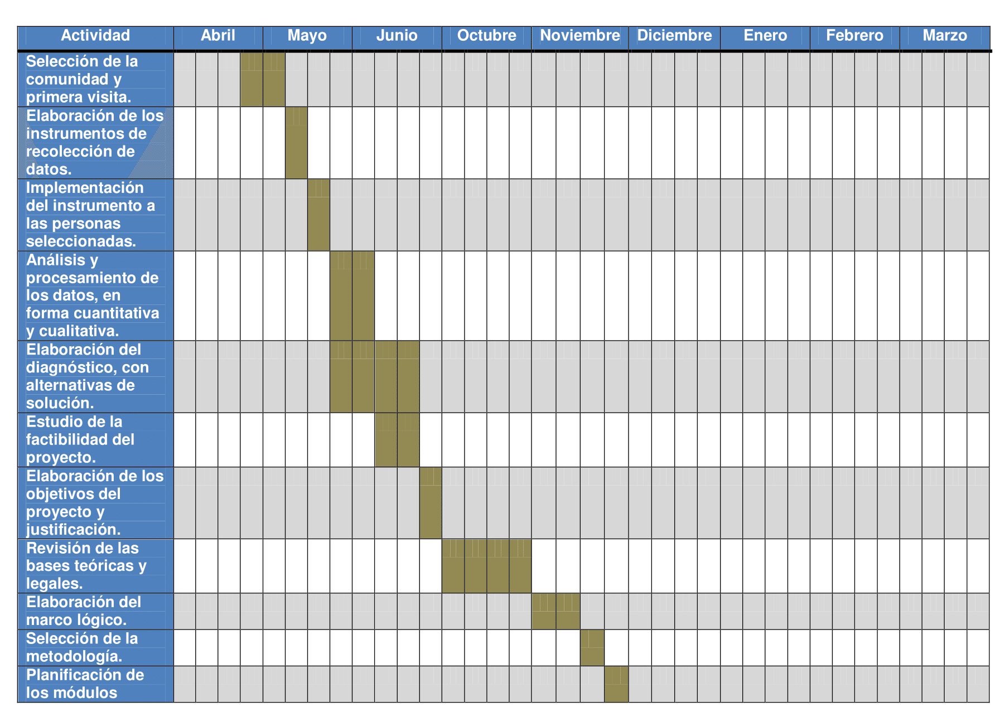 Actividad Abril Mayo Junio Octubre Noviembre Diciembre Enero Febrero Marzo
Selección de la
comunidad y
primera visita.
Elaboración de los
instrumentos de
recolección de
datos.
Implementación
del instrumento a
las personas
seleccionadas.
Análisis y
procesamiento de
los datos, en
forma cuantitativa
y cualitativa.
Elaboración del
diagnóstico, con
alternativas de
solución.
Estudio de la
factibilidad del
proyecto.
Elaboración de los
objetivos del
proyecto y
justificación.
Revisión de las
bases teóricas y
legales.
Elaboración del
marco lógico.
Selección de la
metodología.
Planificación de
los módulos